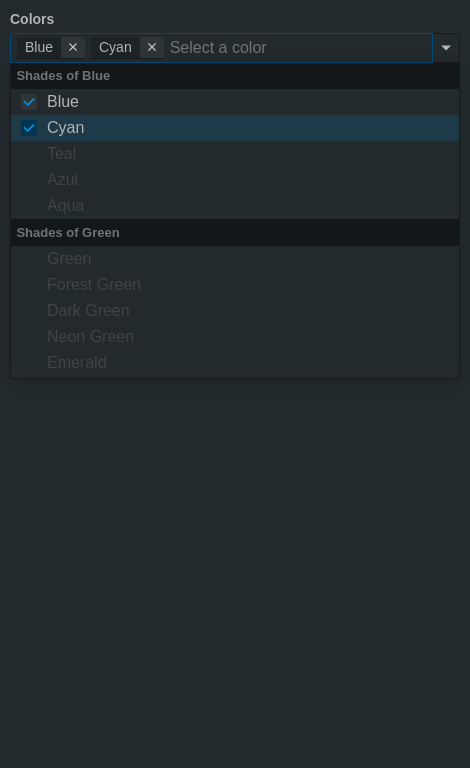 Colors
Blue ✕ Cyan ✕ Select a color
Shades of Blue
Blue
Cyan
Teal
Azul
Aqua
Shades of Green
Green
Forest Green
Dark Green
Neon Green
Emerald